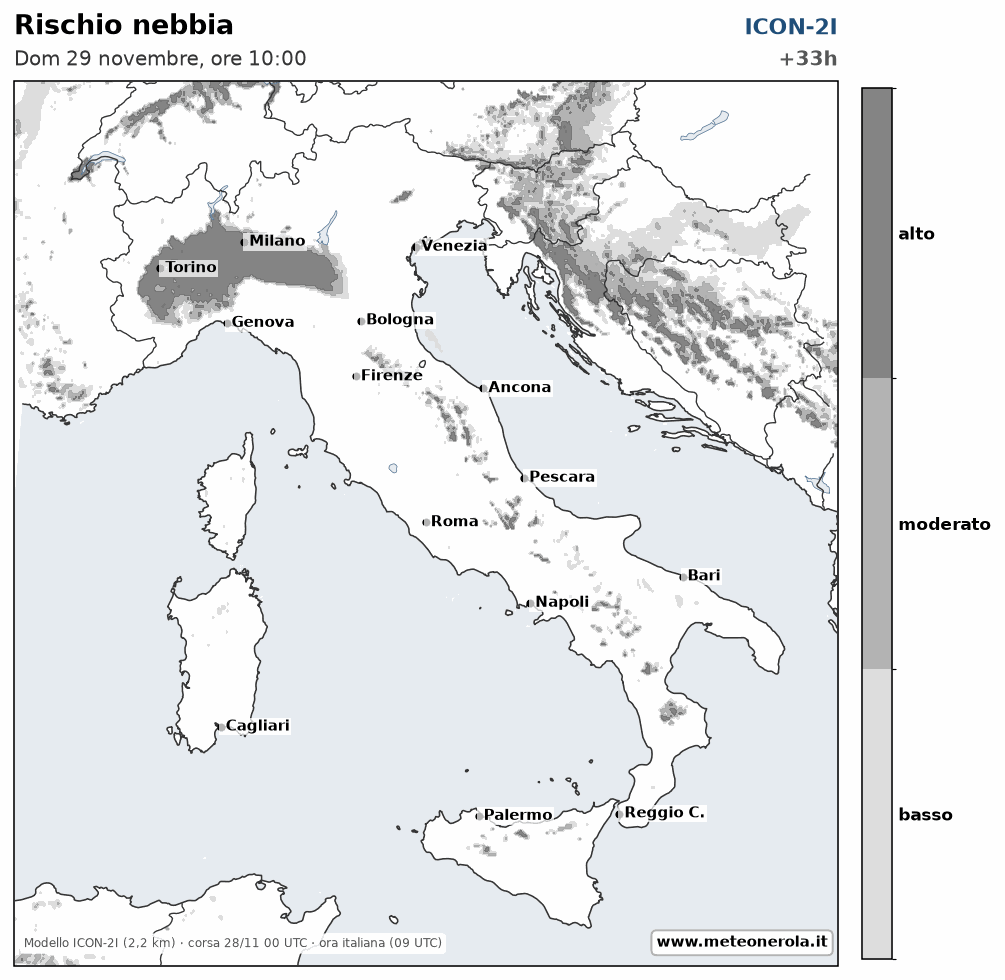 Rischio nebbia
ICON-2I
Dom 29 novembre, ore 10:00
+33h
alto
moderato
basso
Milano
Venezia
Torino
Genova
Bologna
Firenze
Ancona
Pescara
Roma
Bari
Napoli
Cagliari
Palermo
Reggio C.
Modello ICON-2I (2,2 km) · corsa 28/11 00 UTC · ora italiana (09 UTC)
www.meteonerola.it